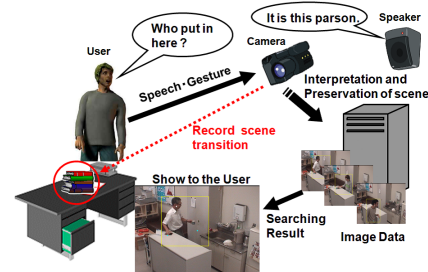 Who put in
here ?
It is this parson.
Speaker
User
Camera
Speech・Gesture
Interpretation and
Preservation of scene
Record scene
transition
Show to the User
Searching
Result
Image Data